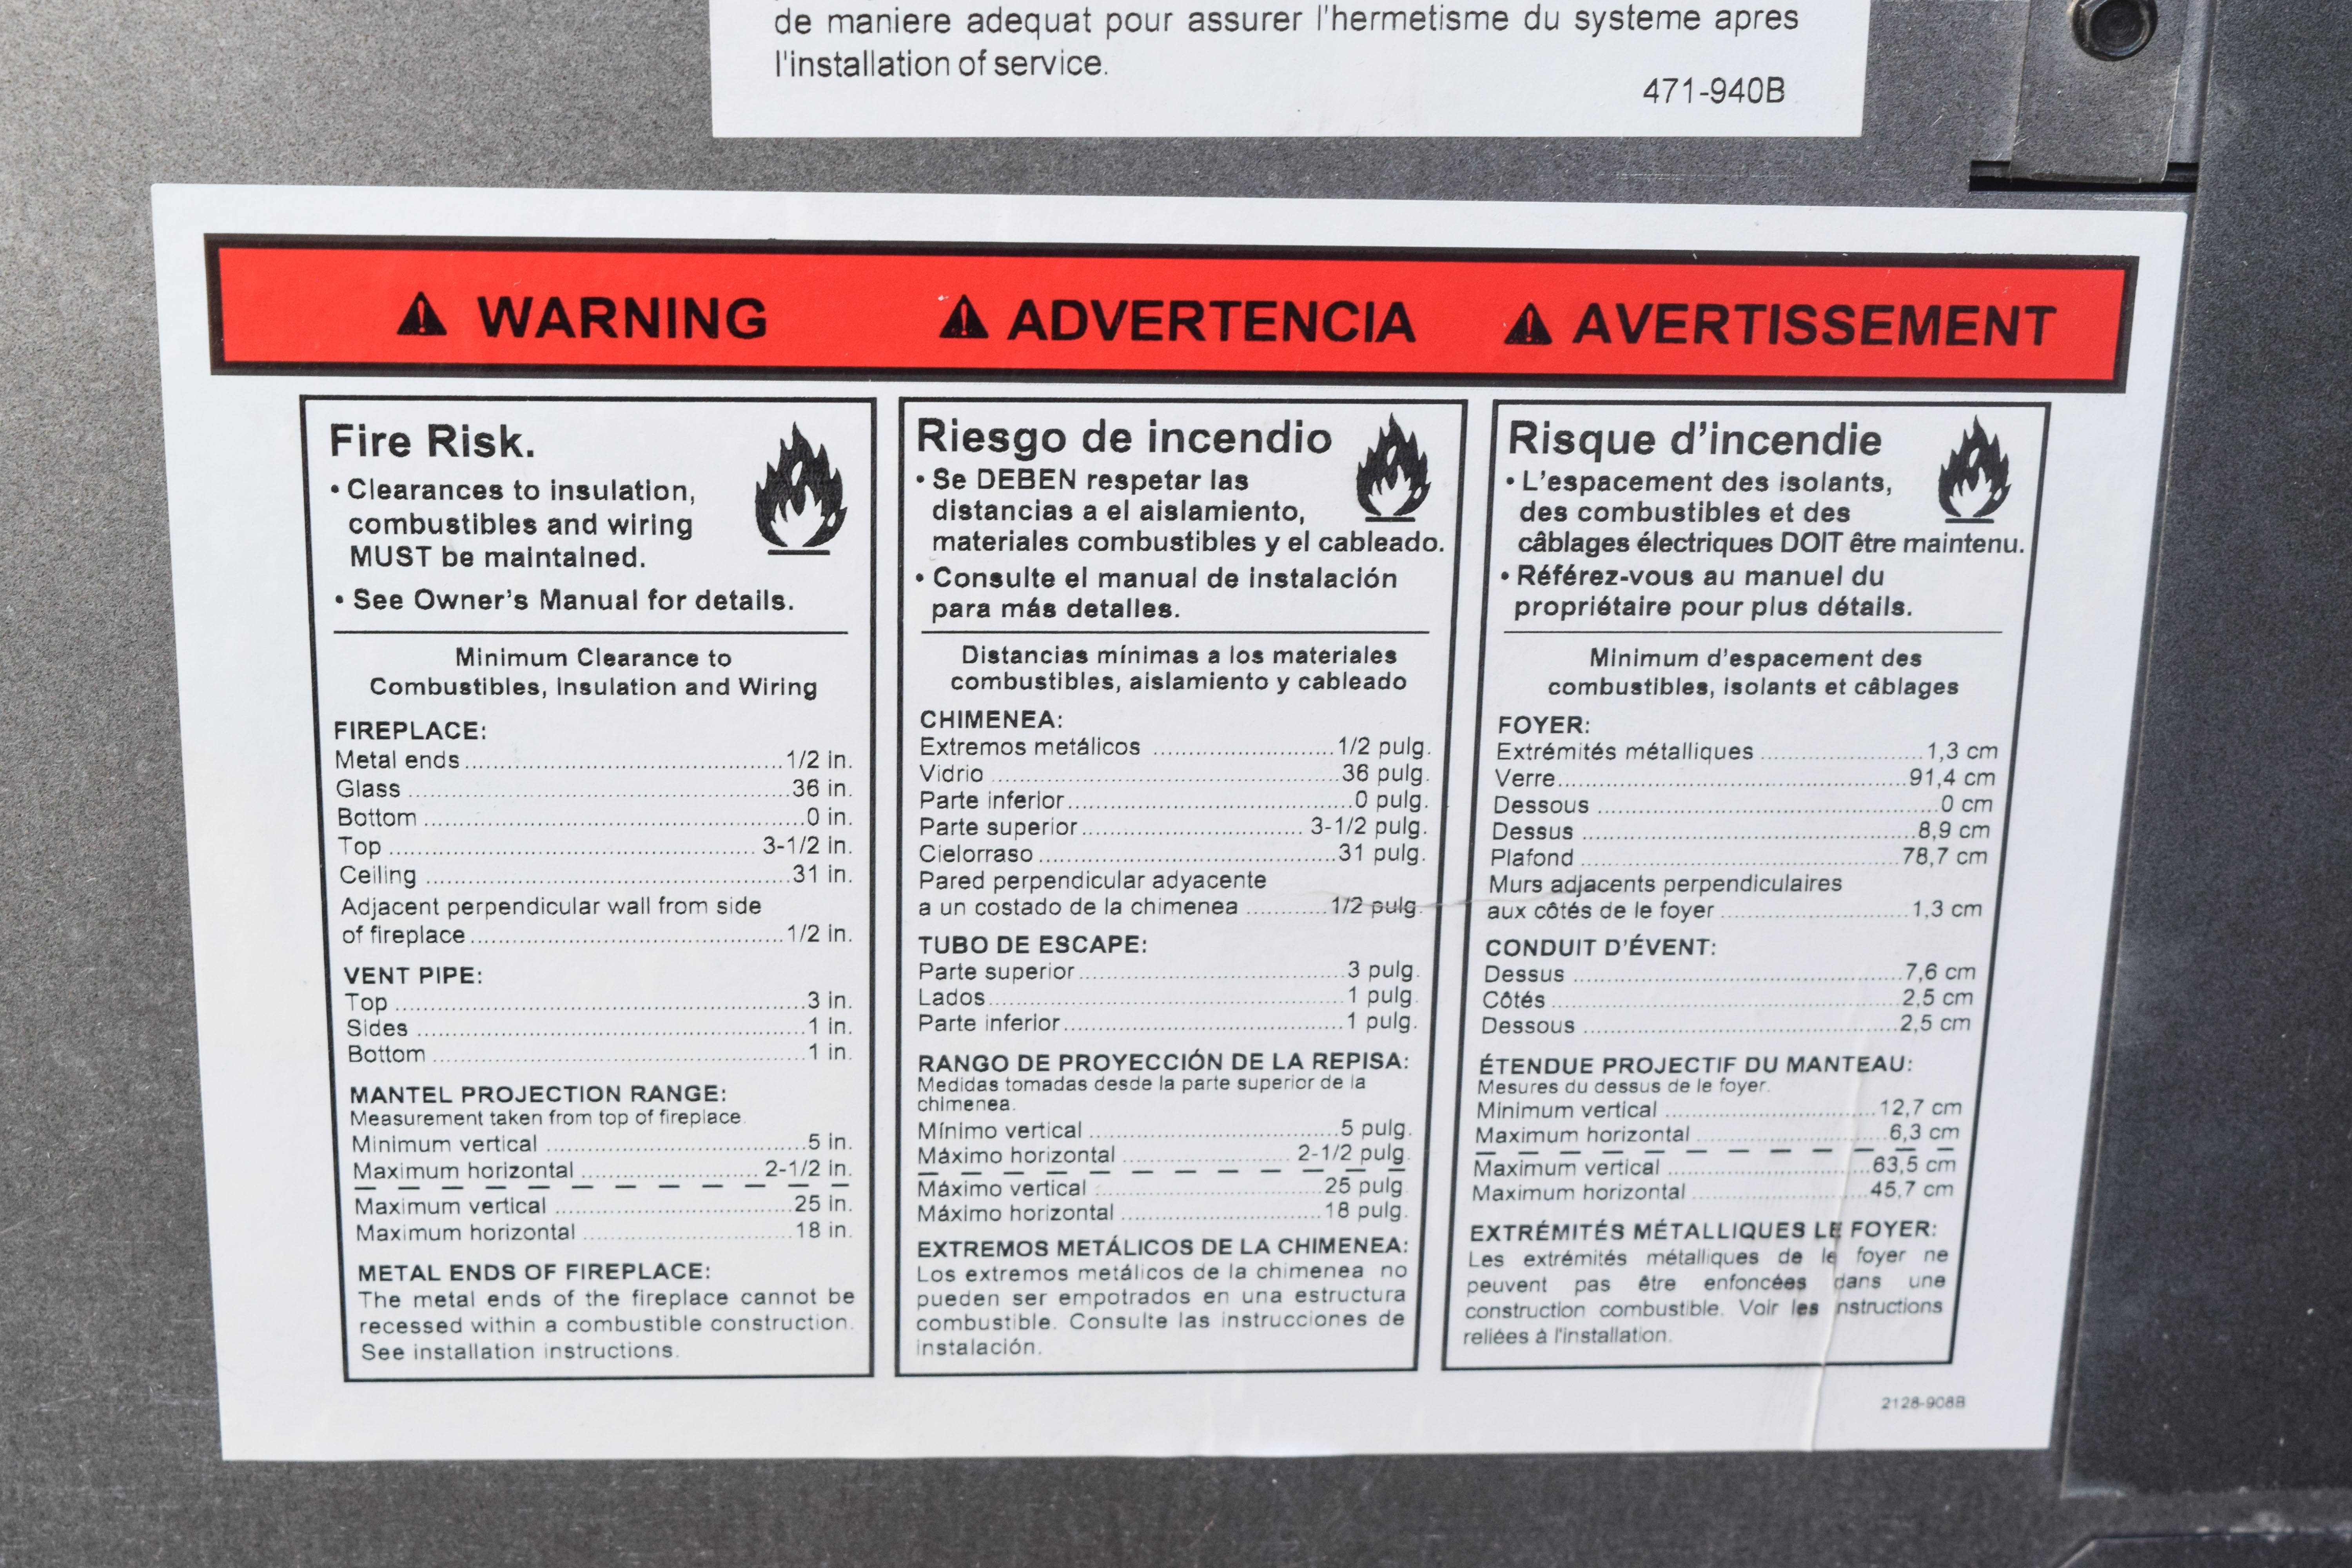 de maniere adequat pour assurer l'hermetisme du systeme apres
l'installation of service.
471-940B
WARNING
ADVERTENCIA
AVERTISSEMENT
Fire Risk.
• Clearances to insulation,
combustibles and wiring
MUST be maintained.
• See Owner's Manual for details.
Minimum Clearance to
Combustibles, Insulation and Wiring
FIREPLACE:
Metal ends ........ 1/2 in.
Glass ........ 36 in.
Bottom ........ 0 in.
Top ........ 3-1/2 in.
Ceiling ........ 31 in.
Adjacent perpendicular wall from side
of fireplace ........ 1/2 in.
VENT PIPE:
Top ........ 3 in.
Sides ........ 1 in.
Bottom ........ 1 in.
MANTEL PROJECTION RANGE:
Measurement taken from top of fireplace.
Minimum vertical ........ 5 in.
Maximum horizontal ........ 2-1/2 in.
Maximum vertical ........ 25 in.
Maximum horizontal ........ 18 in.
METAL ENDS OF FIREPLACE:
The metal ends of the fireplace cannot be
recessed within a combustible construction.
See installation instructions.
Riesgo de incendio
• Se DEBEN respetar las
distancias a el aislamiento,
materiales combustibles y el cableado.
• Consulte el manual de instalación
para más detalles.
Distancias mínimas a los materiales
combustibles, aislamiento y cableado
CHIMENEA:
Extremos metálicos ........ 1/2 pulg.
Vidrio ........ 36 pulg.
Parte inferior ........ 0 pulg.
Parte superior ........ 3-1/2 pulg.
Cielorraso ........ 31 pulg.
Pared perpendicular adyacente
a un costado de la chimenea ........ 1/2 pulg.
TUBO DE ESCAPE:
Parte superior ........ 3 pulg.
Lados ........ 1 pulg.
Parte inferior ........ 1 pulg.
RANGO DE PROYECCIÓN DE LA REPISA:
Medidas tomadas desde la parte superior de la
chimenea.
Mínimo vertical ........ 5 pulg.
Máximo horizontal ........ 2-1/2 pulg.
Máximo vertical ........ 25 pulg.
Máximo horizontal ........ 18 pulg.
EXTREMOS METÁLICOS DE LA CHIMENEA:
Los extremos metálicos de la chimenea no
pueden ser empotrados en una estructura
combustible. Consulte las instrucciones de
instalación.
Risque d'incendie
• L'espacement des isolants,
des combustibles et des
câblages électriques DOIT être maintenu.
• Référez-vous au manuel du
propriétaire pour plus détails.
Minimum d'espacement des
combustibles, isolants et câblages
FOYER:
Extrémités métalliques ........ 1,3 cm
Verre ........ 91,4 cm
Dessous ........ 0 cm
Dessus ........ 8,9 cm
Plafond ........ 78,7 cm
Murs adjacents perpendiculaires
aux côtés de le foyer ........ 1,3 cm
CONDUIT D'ÉVENT:
Dessus ........ 7,6 cm
Côtés ........ 2,5 cm
Dessous ........ 2,5 cm
ÉTENDUE PROJECTIF DU MANTEAU:
Mesures du dessus de le foyer.
Minimum vertical ........ 12,7 cm
Maximum horizontal ........ 6,3 cm
Maximum vertical ........ 63,5 cm
Maximum horizontal ........ 45,7 cm
EXTRÉMITÉS MÉTALLIQUES LE FOYER:
Les extrémités métalliques de le foyer ne
peuvent pas être enfoncées dans une
construction combustible. Voir les nstructions
reliées à l'installation.
2128-908B